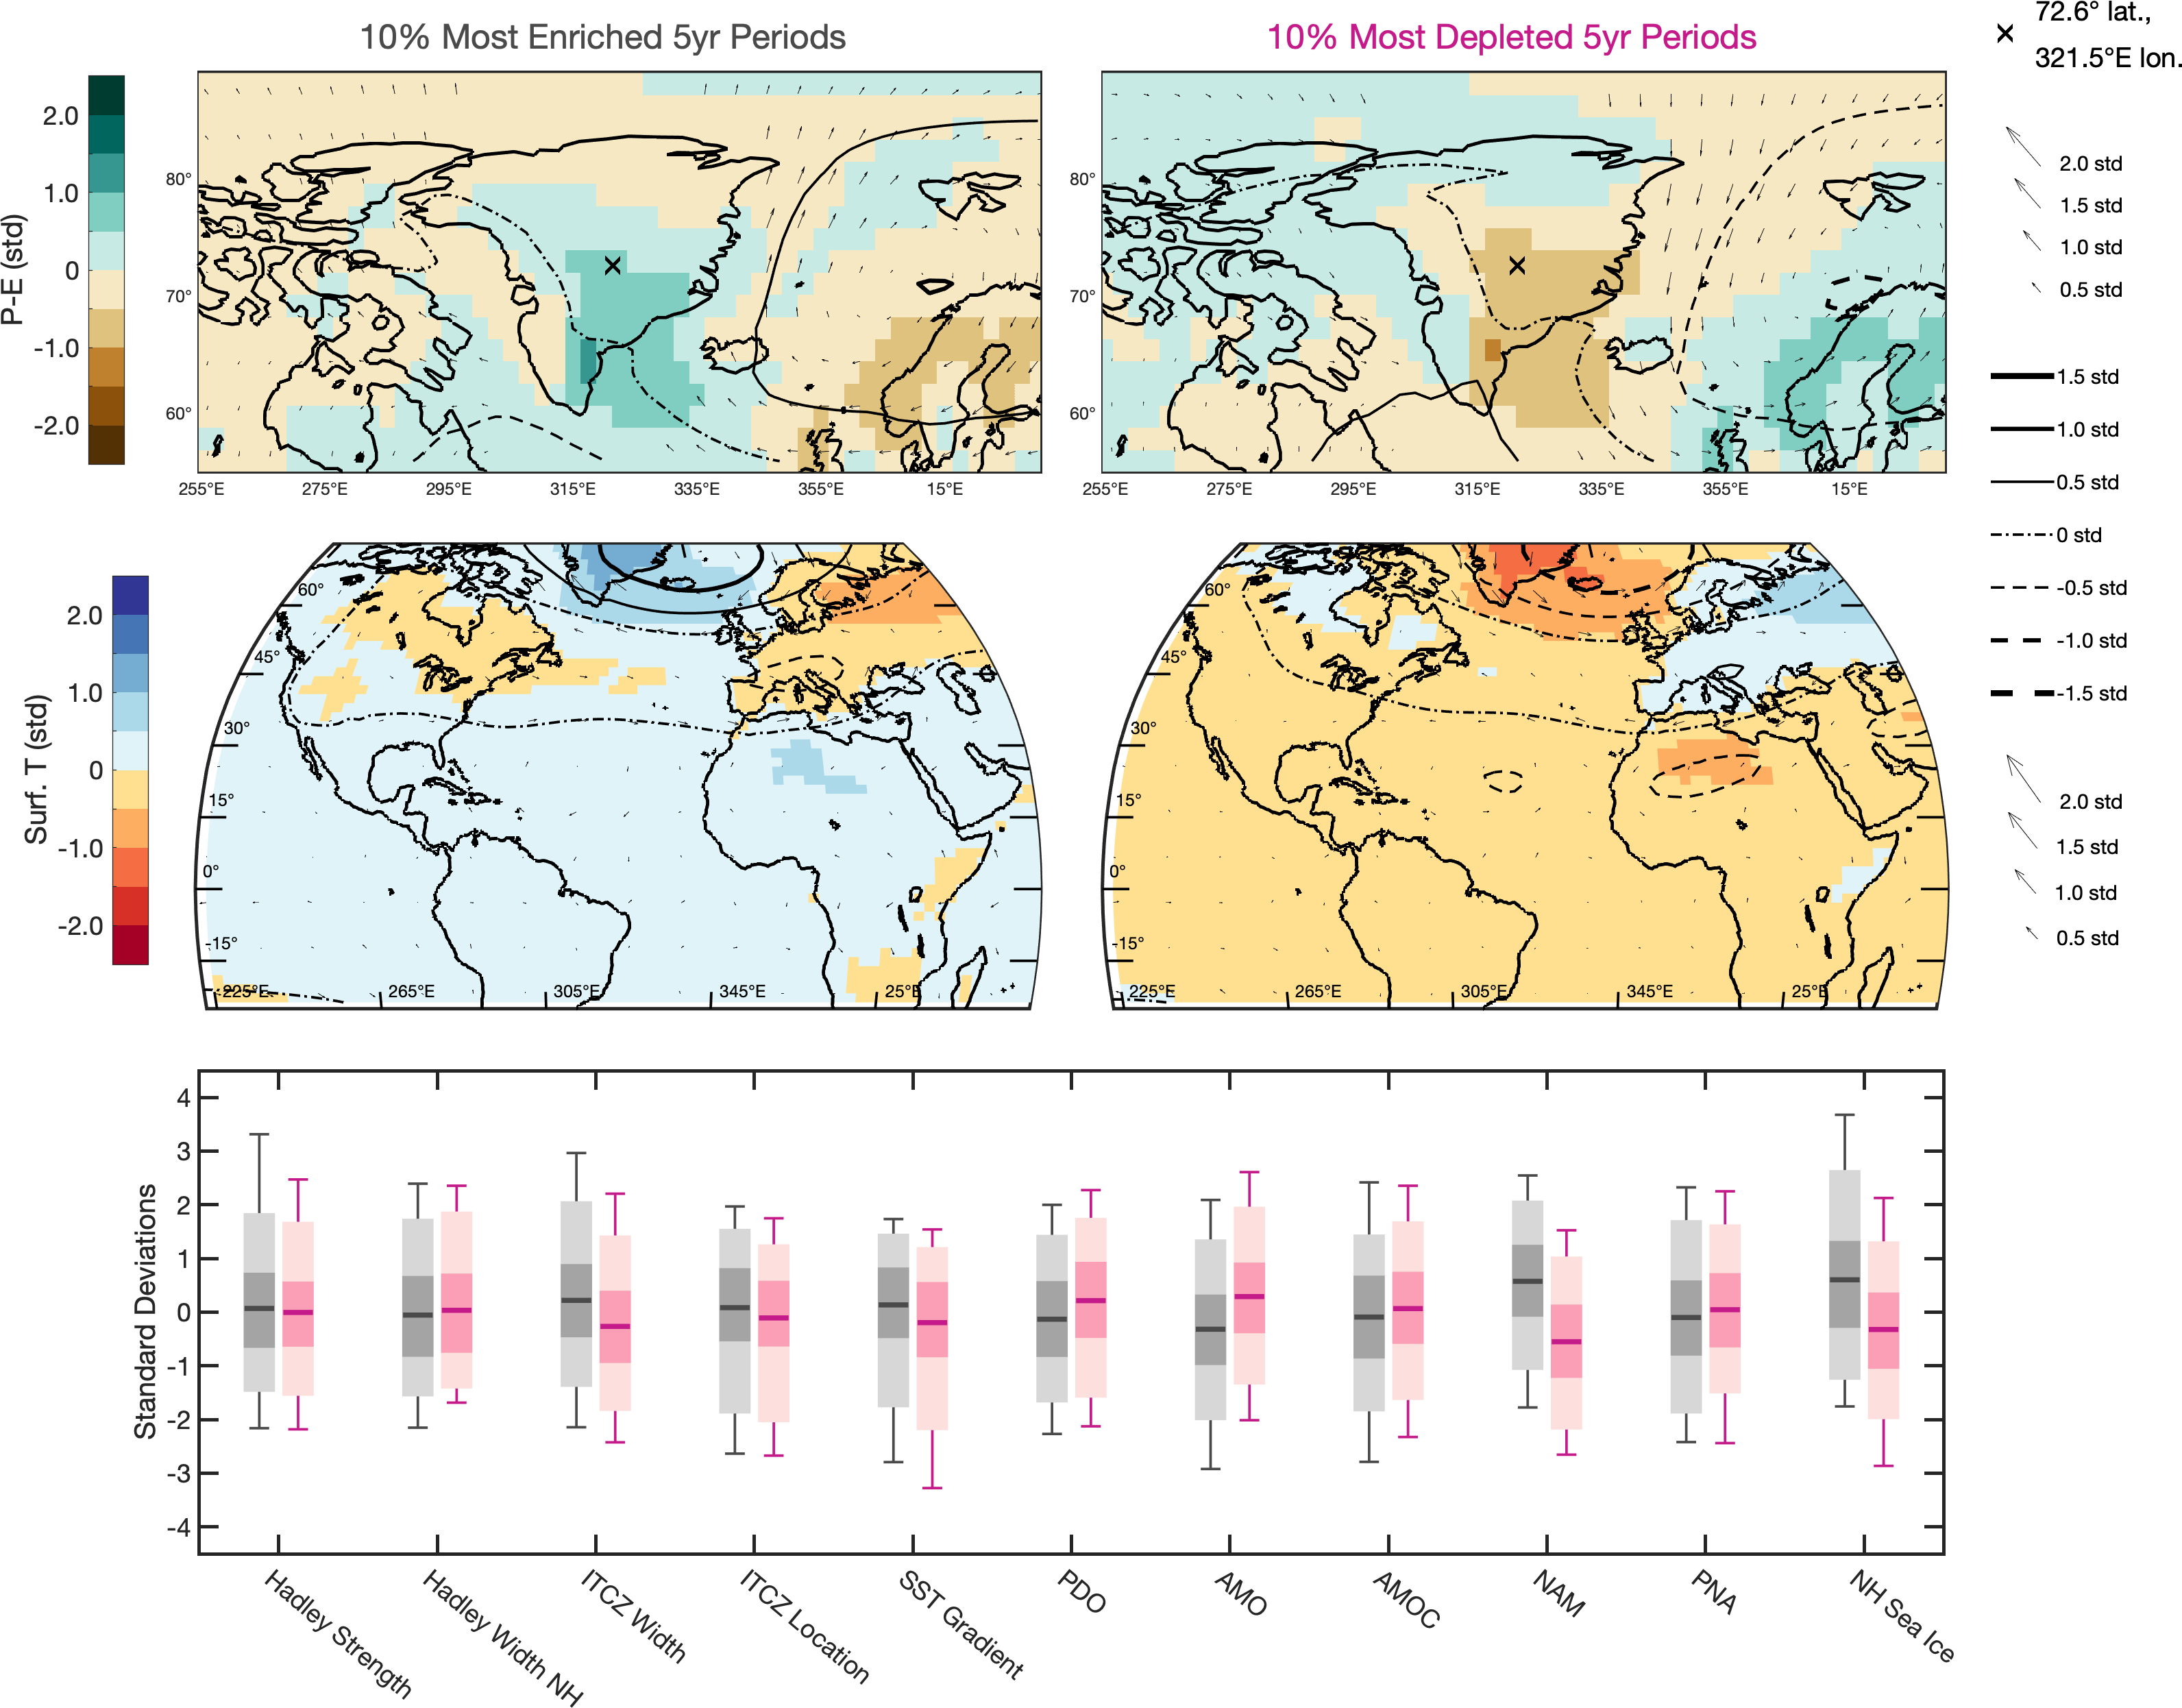 10% Most Enriched 5yr Periods
10% Most Depleted 5yr Periods
72.6° lat.,
321.5°E lon.
P-E (std)
2.0
1.0
0
-1.0
-2.0
80°
70°
60°
255°E 275°E 295°E 315°E 335°E 355°E 15°E
80°
70°
60°
255°E 275°E 295°E 315°E 335°E 355°E 15°E
2.0 std
1.5 std
1.0 std
0.5 std
1.5 std
1.0 std
0.5 std
0 std
-0.5 std
-1.0 std
-1.5 std
Surf. T (std)
2.0
1.0
0
-1.0
-2.0
60°
45°
30°
15°
0°
-15°
225°E 265°E 305°E 345°E 25°E
60°
45°
30°
15°
0°
-15°
225°E 265°E 305°E 345°E 25°E
2.0 std
1.5 std
1.0 std
0.5 std
Standard Deviations
4
3
2
1
0
-1
-2
-3
-4
Hadley Strength
Hadley Width NH
ITCZ Width
ITCZ Location
SST Gradient
PDO
AMO
AMOC
NAM
PNA
NH Sea Ice